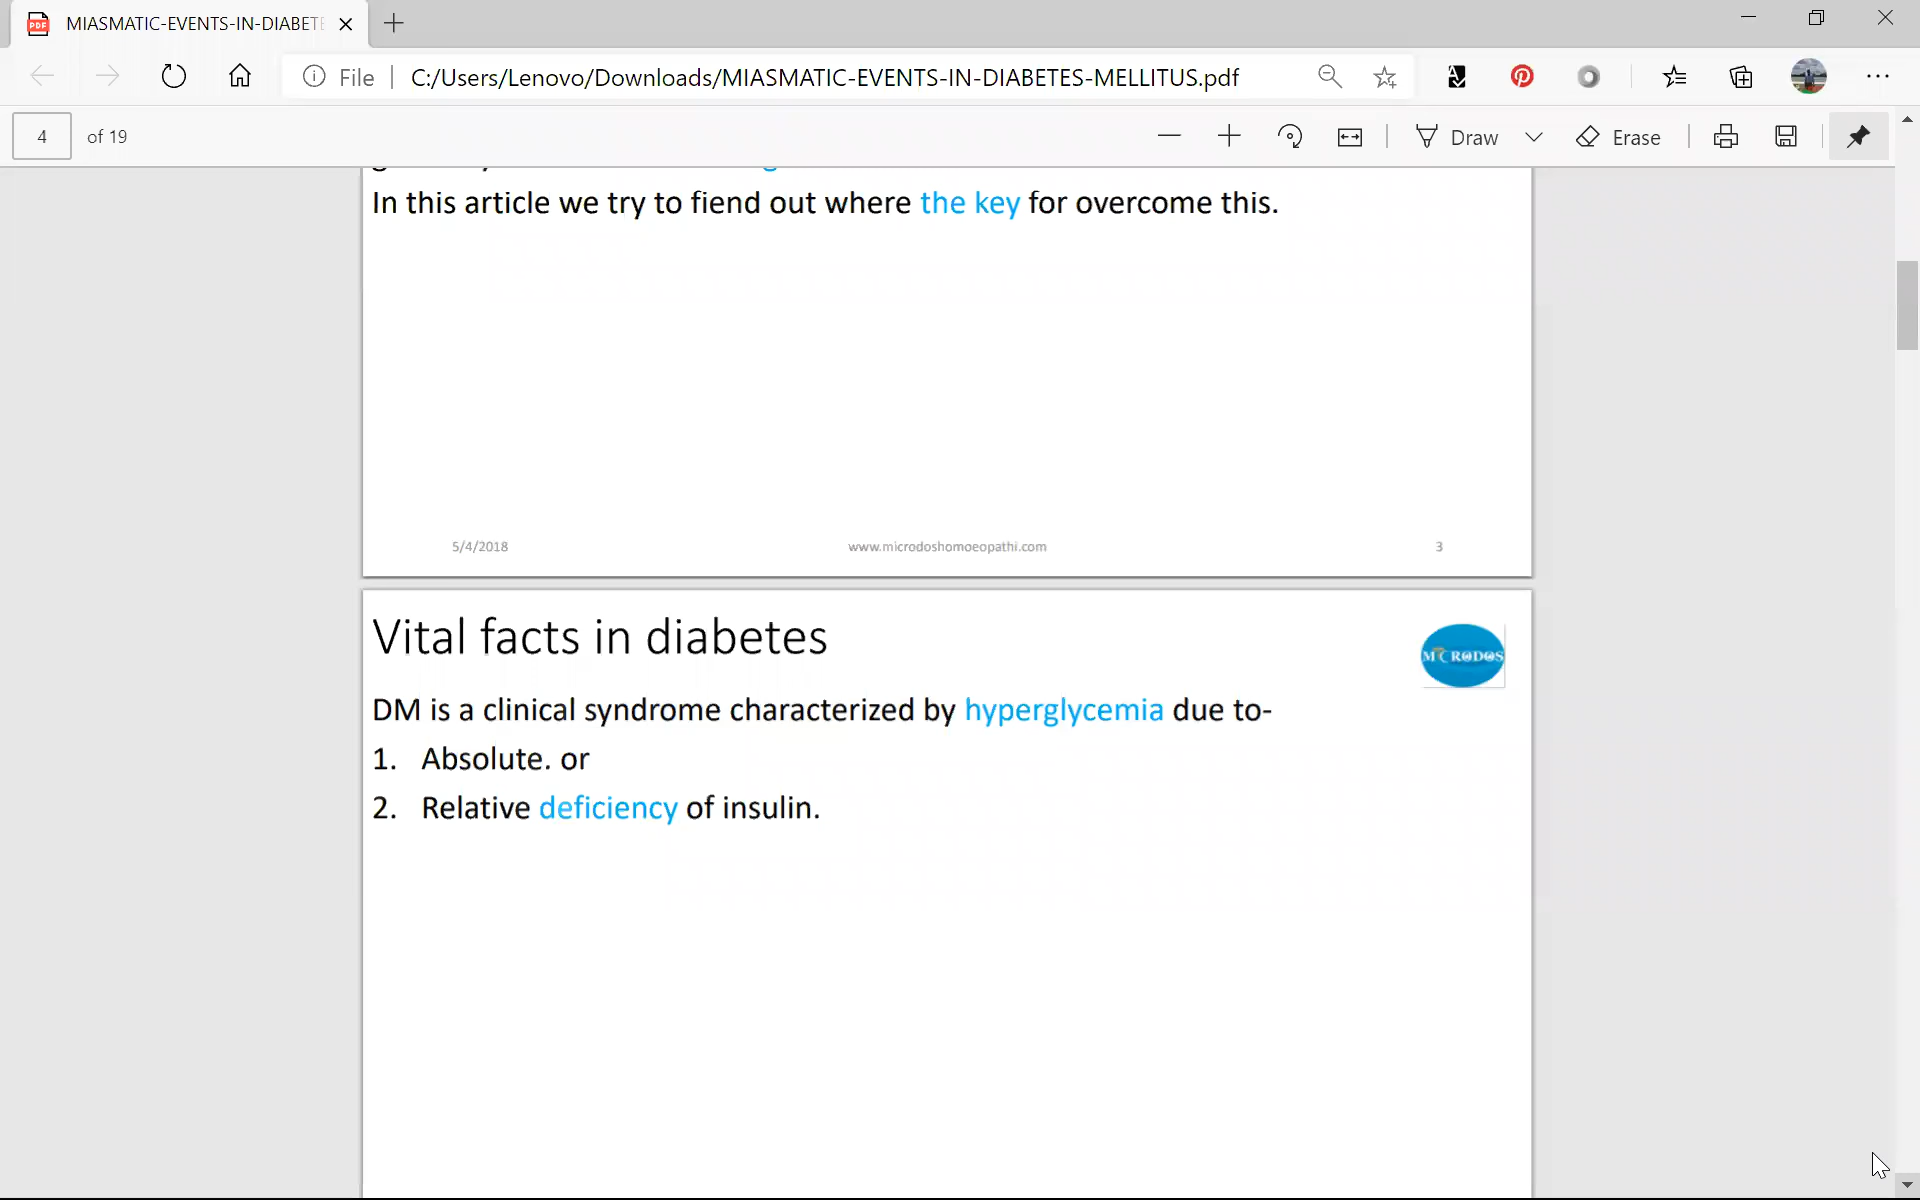 MIASMATIC-EVENTS-IN-DIABETE
File
C:/Users/Lenovo/Downloads/MIASMATIC-EVENTS-IN-DIABETES-MELLITUS.pdf
4 of 19
Draw
Erase
In this article we try to fiend out where the key for overcome this.
5/4/2018
www.microdoshomoeopathi.com
3
Vital facts in diabetes
MICRODOS
DM is a clinical syndrome characterized by hyperglycemia due to-
1. Absolute. or
2. Relative deficiency of insulin.